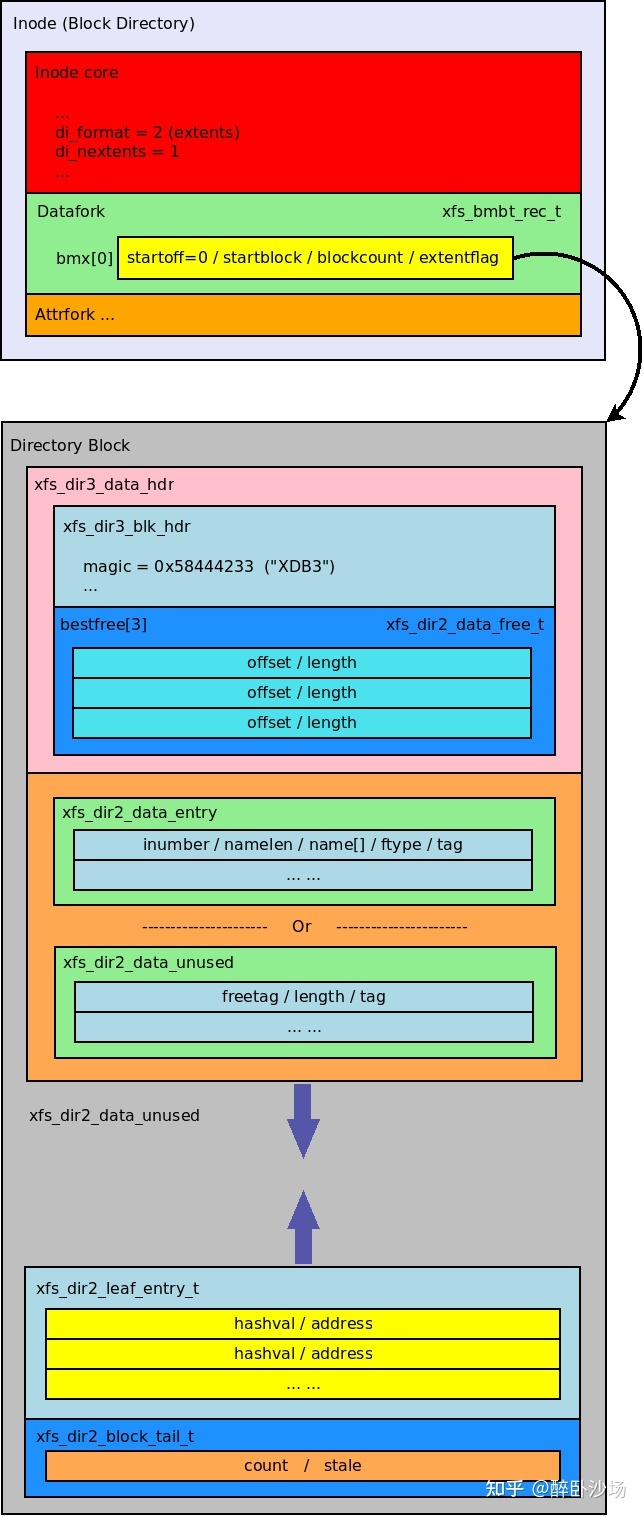 Inode (Block Directory)
Inode core
...
di_format = 2 (extents)
di_nextents = 1
...
Datafork xfs_bmbt_rec_t
bmx[0] startoff=0 / startblock / blockcount / extentflag
Attrfork ...
Directory Block
xfs_dir3_data_hdr
xfs_dir3_blk_hdr
magic = 0x58444233 ("XDB3")
...
bestfree[3] xfs_dir2_data_free_t
offset / length
offset / length
offset / length
xfs_dir2_data_entry
inumber / namelen / name[] / ftype / tag
... ...
---------------------- Or -----------------------
xfs_dir2_data_unused
freetag / length / tag
... ...
xfs_dir2_data_unused
xfs_dir2_leaf_entry_t
hashval / address
hashval / address
... ...
xfs_dir2_block_tail_t
count / stale
知乎 @醉卧沙场